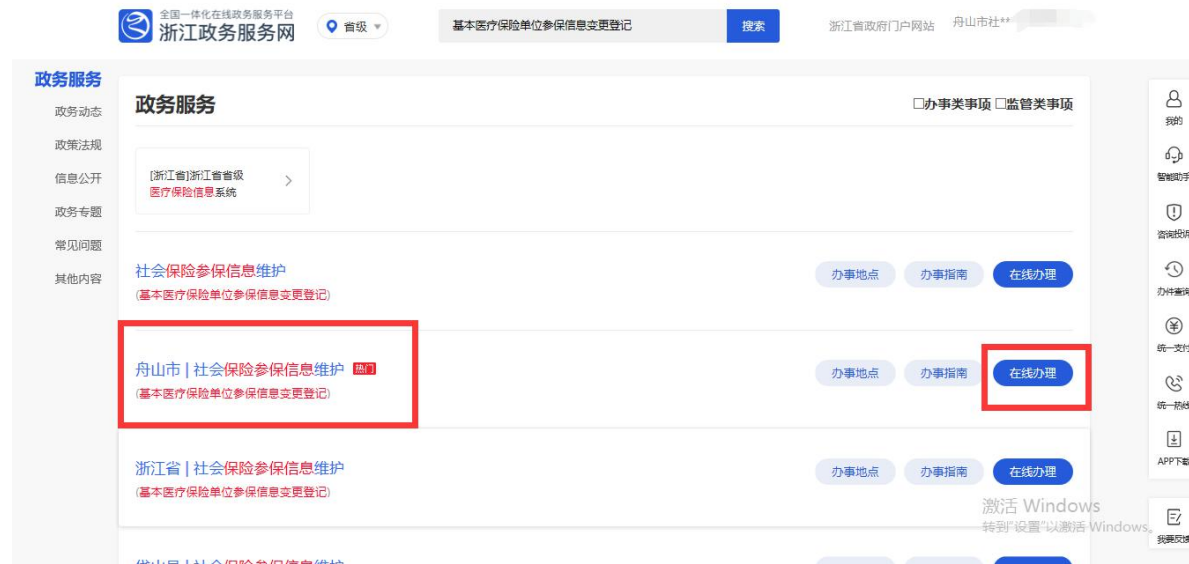 全国一体化在线政务服务平台
浙江政务服务网
省级
基本医疗保险单位参保信息变更登记
搜索
浙江省政府门户网站
舟山市社**
政务服务
政务动态
政策法规
信息公开
政务专题
常见问题
其他内容
政务服务
□办事类事项 □监管类事项
[浙江省]浙江省省级
医疗保险信息系统
社会保险参保信息维护
(基本医疗保险单位参保信息变更登记)
办事地点 办事指南 在线办理
舟山市 | 社会保险参保信息维护 热门
(基本医疗保险单位参保信息变更登记)
办事地点 办事指南 在线办理
浙江省 | 社会保险参保信息维护
(基本医疗保险单位参保信息变更登记)
办事地点 办事指南 在线办理
我的
智能助手
咨询投诉
办件查询
统一支付
统一热线
APP下载
我要反馈
激活 Windows
转到"设置"以激活 Windows。